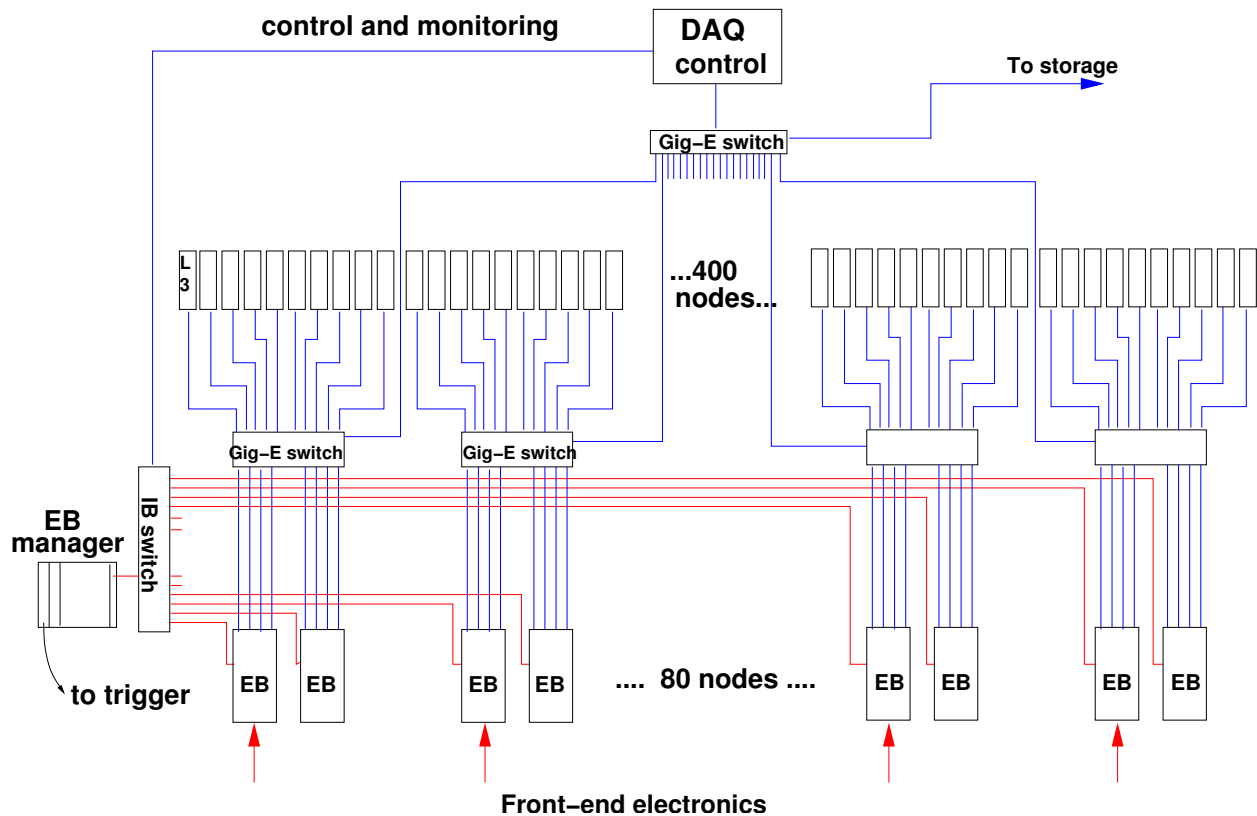 control and monitoring
DAQ
control
To storage
Gig−E switch
L
3
...400
nodes...
Gig−E switch
Gig−E switch
IB switch
EB
manager
to trigger
EB
EB
EB
EB
.... 80 nodes ....
EB
EB
EB
EB
Front−end electronics